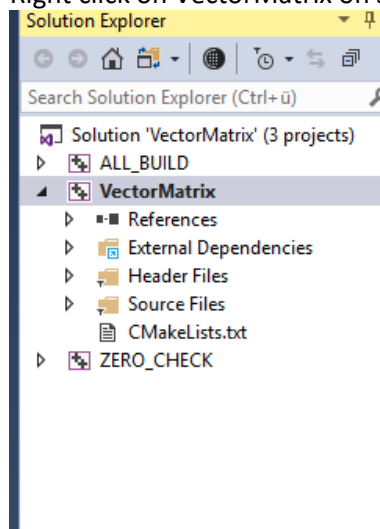 Right click on VectorMatrix on
Solution Explorer
Search Solution Explorer (Ctrl+ü)
Solution 'VectorMatrix' (3 projects)
ALL_BUILD
VectorMatrix
References
External Dependencies
Header Files
Source Files
CMakeLists.txt
ZERO_CHECK